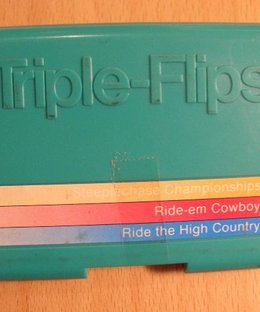 Triple-Flips
Steeplechase Championships
Ride-em Cowboy
Ride the High Country